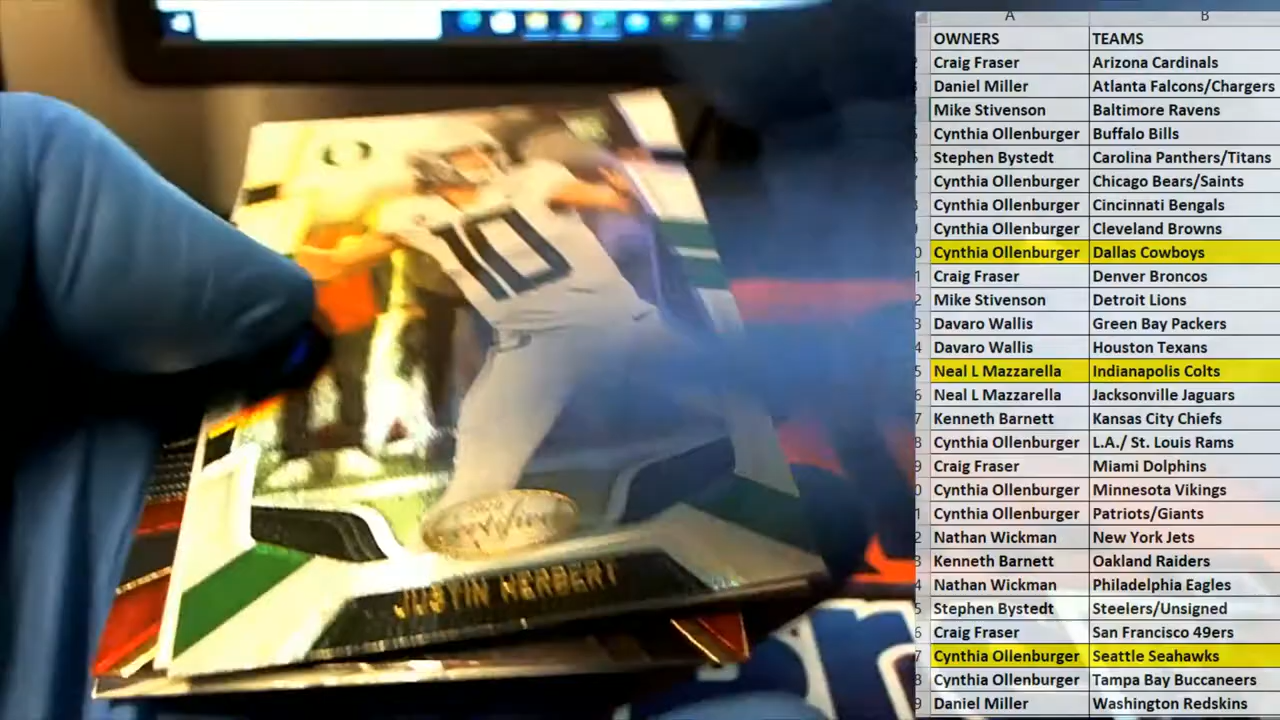 A B
OWNERS TEAMS
Craig Fraser Arizona Cardinals
Daniel Miller Atlanta Falcons/Chargers
Mike Stivenson Baltimore Ravens
Cynthia Ollenburger Buffalo Bills
Stephen Bystedt Carolina Panthers/Titans
Cynthia Ollenburger Chicago Bears/Saints
Cynthia Ollenburger Cincinnati Bengals
Cynthia Ollenburger Cleveland Browns
Cynthia Ollenburger Dallas Cowboys
Craig Fraser Denver Broncos
Mike Stivenson Detroit Lions
Davaro Wallis Green Bay Packers
Davaro Wallis Houston Texans
Neal L Mazzarella Indianapolis Colts
Neal L Mazzarella Jacksonville Jaguars
Kenneth Barnett Kansas City Chiefs
Cynthia Ollenburger L.A./ St. Louis Rams
Craig Fraser Miami Dolphins
Cynthia Ollenburger Minnesota Vikings
Cynthia Ollenburger Patriots/Giants
Nathan Wickman New York Jets
Kenneth Barnett Oakland Raiders
Nathan Wickman Philadelphia Eagles
Stephen Bystedt Steelers/Unsigned
Craig Fraser San Francisco 49ers
Cynthia Ollenburger Seattle Seahawks
Cynthia Ollenburger Tampa Bay Buccaneers
Daniel Miller Washington Redskins
10
JUSTIN HERBERT